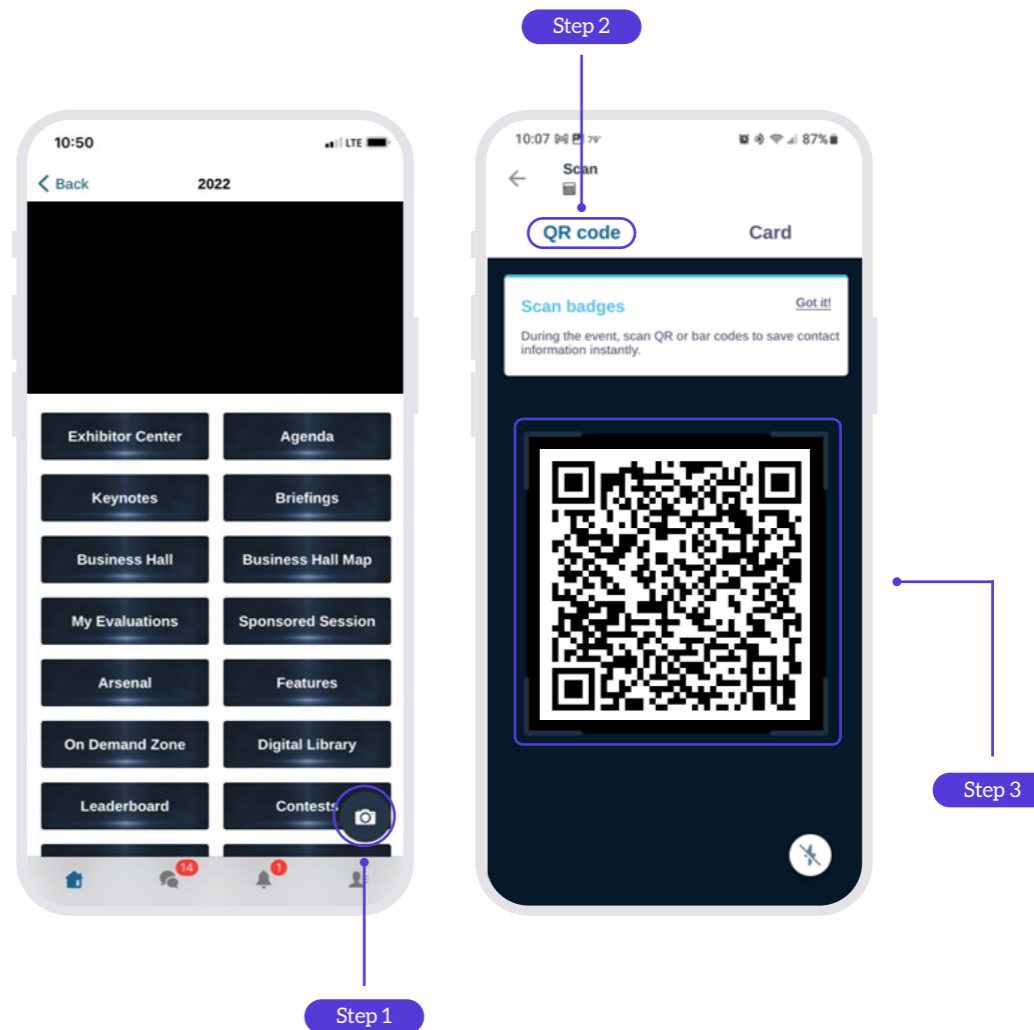 Step 2
10:50
LTE
Back
2022
Exhibitor Center
Agenda
Keynotes
Briefings
Business Hall
Business Hall Map
My Evaluations
Sponsored Session
Arsenal
Features
On Demand Zone
Digital Library
Leaderboard
Contests
14
1
Step 1
10:07
79°
87%
Scan
QR code
Card
Scan badges
Got it!
During the event, scan QR or bar codes to save contact
information instantly.
Step 3